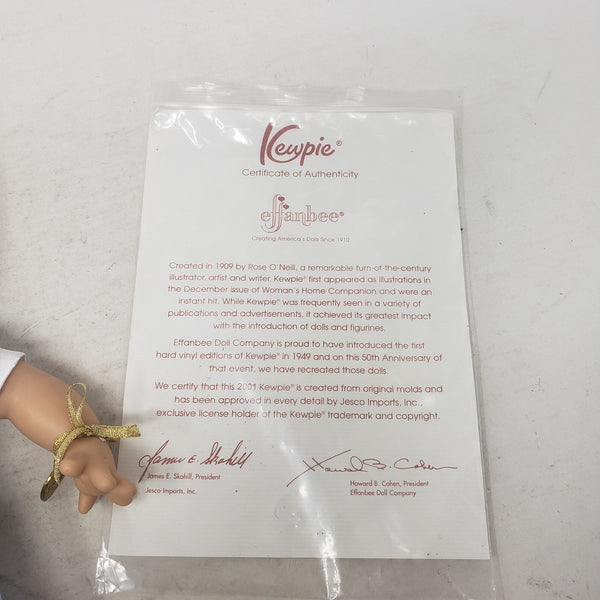 Kewpie®
Certificate of Authenticity
effanbee®
Creating America's Dolls Since 1910
Created in 1909 by Rose O'Neill, a remarkable turn-of-the-century
illustrator, artist and writer, Kewpie® first appeared as illustrations in
the December issue of Woman's Home Companion and were an
instant hit. While Kewpie® was frequently seen in a variety of
publications and advertisements, it achieved its greatest impact
with the introduction of dolls and figurines.
Effanbee Doll Company is proud to have introduced the first
hard vinyl editions of Kewpie® in 1949 and on this 50th Anniversary of
that event, we have recreated those dolls.
We certify that this 2001 Kewpie® is created from original molds and
has been approved in every detail by Jesco Imports, Inc.,
exclusive license holder of the Kewpie® trademark and copyright.
James E. Skahill
James E. Skahill, President
Jesco Imports, Inc.
Howard B. Cohen
Howard B. Cohen, President
Effanbee Doll Company